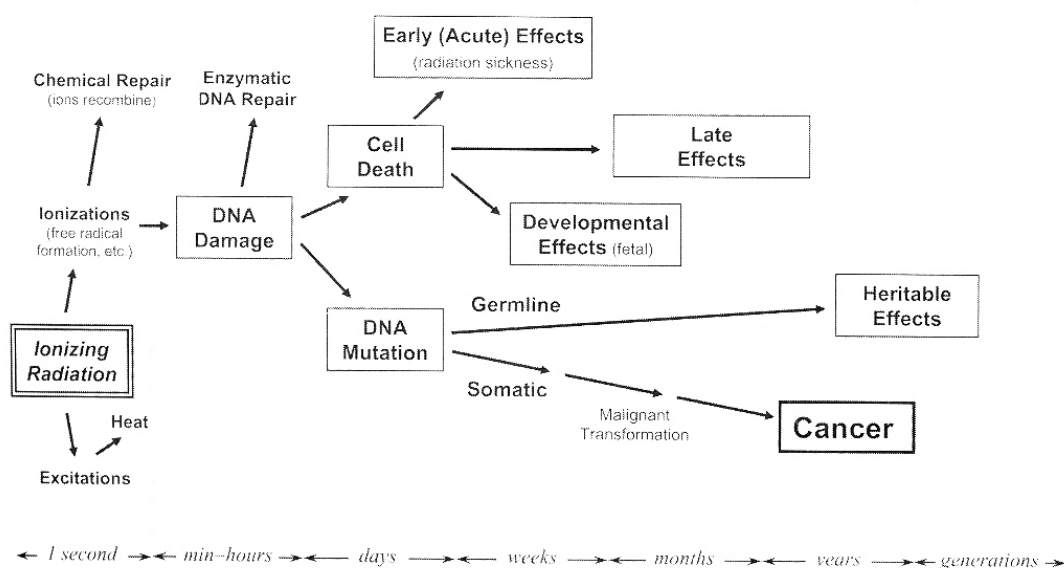 Early (Acute) Effects
(radiation sickness)
Chemical Repair
(ions recombine)
Enzymatic
DNA Repair
Cell
Death
Late
Effects
Ionizations
(free radical
formation, etc.)
DNA
Damage
Developmental
Effects (fetal)
Germline
Heritable
Effects
DNA
Mutation
Ionizing
Radiation
Somatic
Malignant
Transformation
Cancer
Heat
Excitations
1 second
min–hours
days
weeks
months
years
generations